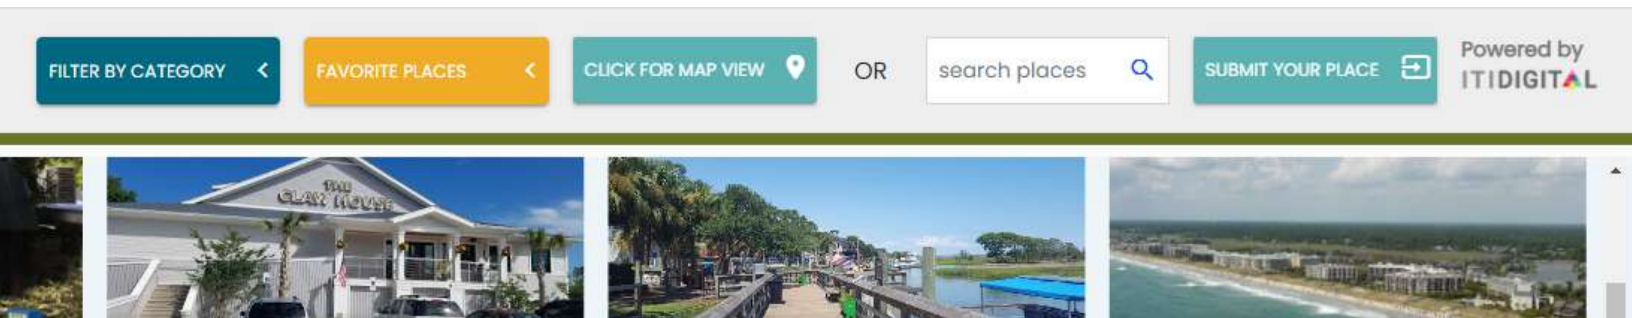 FILTER BY CATEGORY
FAVORITE PLACES
CLICK FOR MAP VIEW
OR
search places
SUBMIT YOUR PLACE
Powered by
ITIDIGITAL
THE
CLAW HOUSE